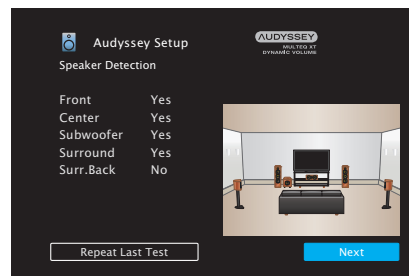 Audyssey Setup
AUDYSSEY
MULTEQ XT
DYNAMIC VOLUME
Speaker Detection
Front Yes
Center Yes
Subwoofer Yes
Surround Yes
Surr.Back No
Repeat Last Test
Next